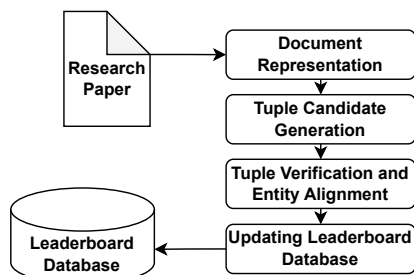 Research
Paper
Document
Representation
Tuple Candidate
Generation
Tuple Verification and
Entity Alignment
Updating Leaderboard
Database
Leaderboard
Database